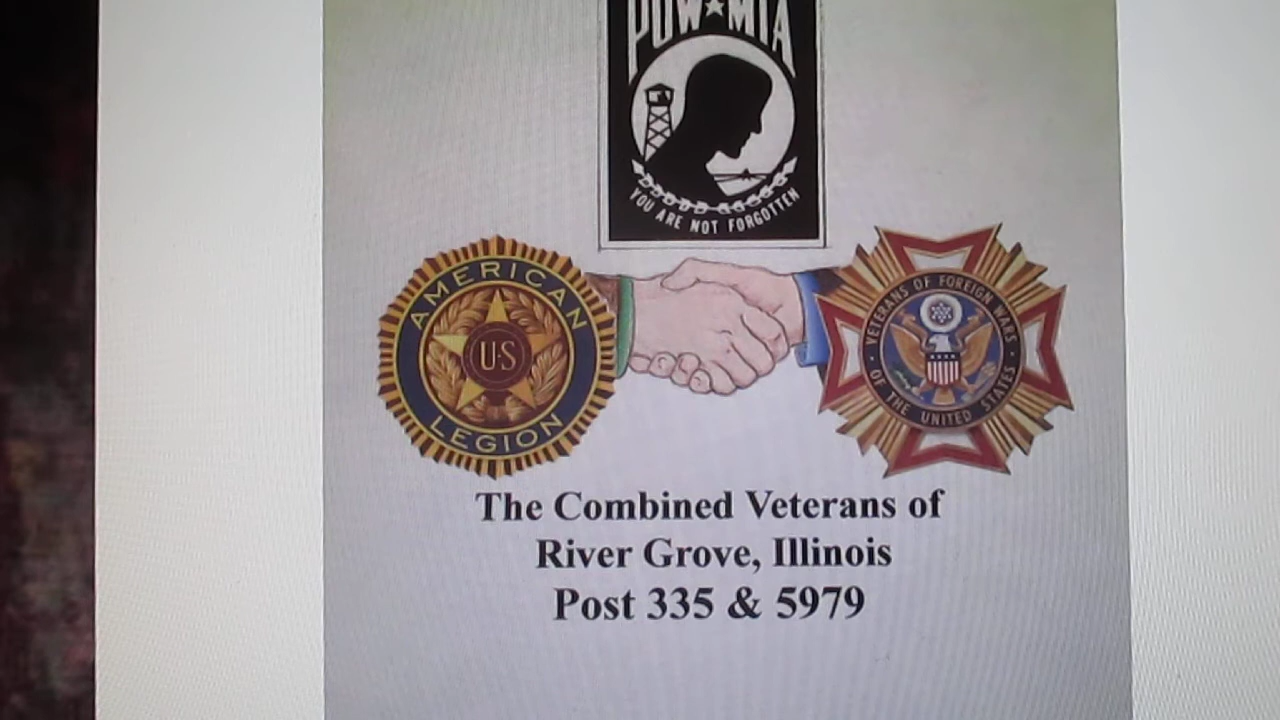 POW★MIA
YOU ARE NOT FORGOTTEN
AMERICAN
U·S
LEGION
· VETERANS OF FOREIGN WARS ·
OF THE UNITED STATES
The Combined Veterans of
River Grove, Illinois
Post 335 & 5979